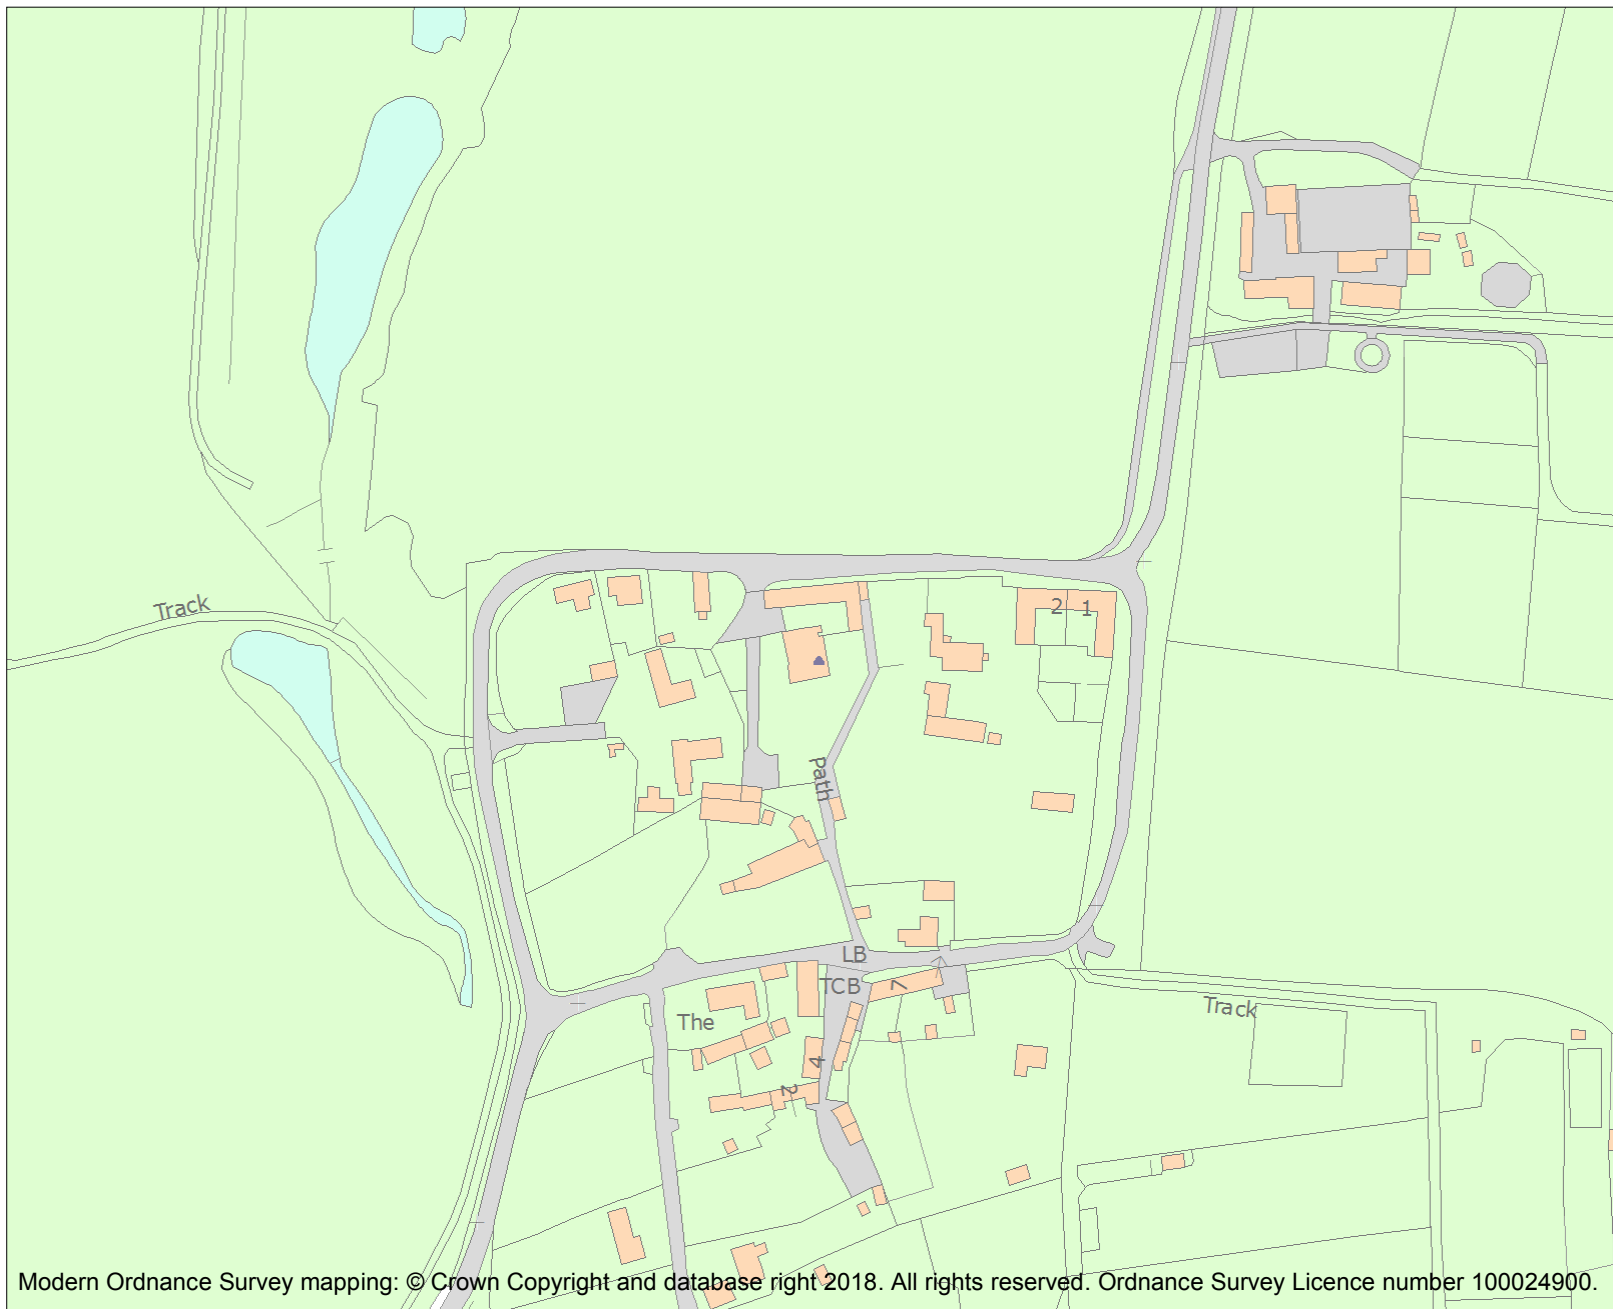 Track
2 1
Path
LB
TCB
7
The
Track
4
2
Modern Ordnance Survey mapping: © Crown Copyright and database right 2018. All rights reserved. Ordnance Survey Licence number 100024900.